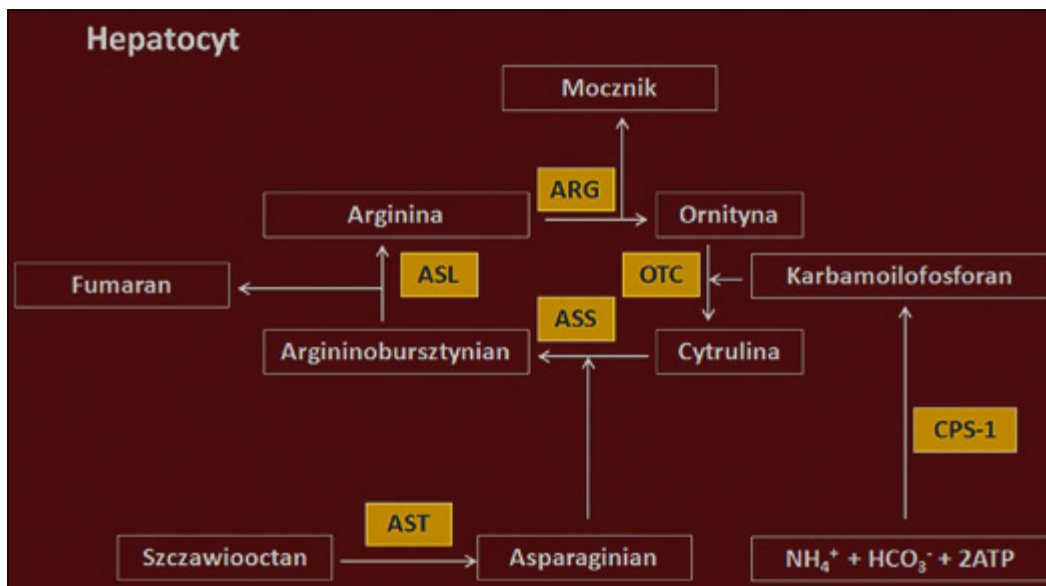 Hepatocyt
Mocznik
ARG
Arginina
Ornityna
Fumaran
ASL
OTC
Karbamoilofosforan
ASS
Argininobursztynian
Cytrulina
CPS-1
AST
Szczawiooctan
Asparaginian
NH₄⁺ + HCO₃⁻ + 2ATP